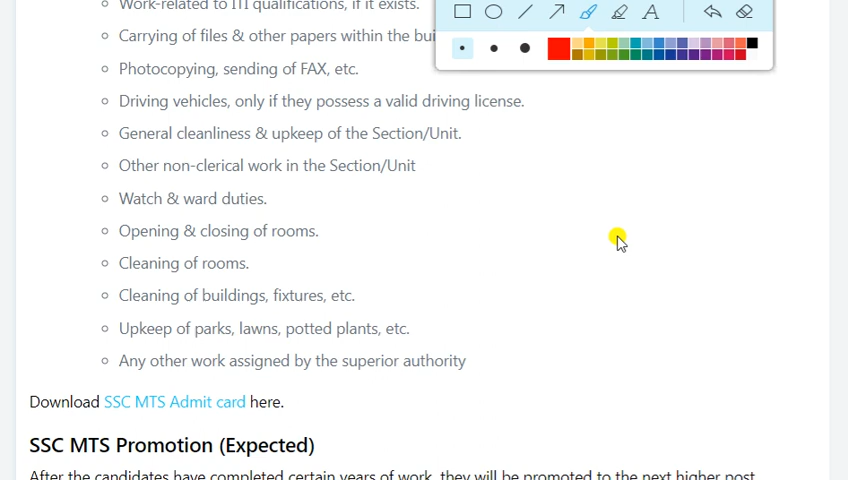 Work-related to ITI qualifications, if it exists.
Carrying of files & other papers within the bui
Photocopying, sending of FAX, etc.
Driving vehicles, only if they possess a valid driving license.
General cleanliness & upkeep of the Section/Unit.
Other non-clerical work in the Section/Unit
Watch & ward duties.
Opening & closing of rooms.
Cleaning of rooms.
Cleaning of buildings, fixtures, etc.
Upkeep of parks, lawns, potted plants, etc.
Any other work assigned by the superior authority
Download SSC MTS Admit card here.
SSC MTS Promotion (Expected)
After the candidates have completed certain years of work, they will be promoted to the next higher post